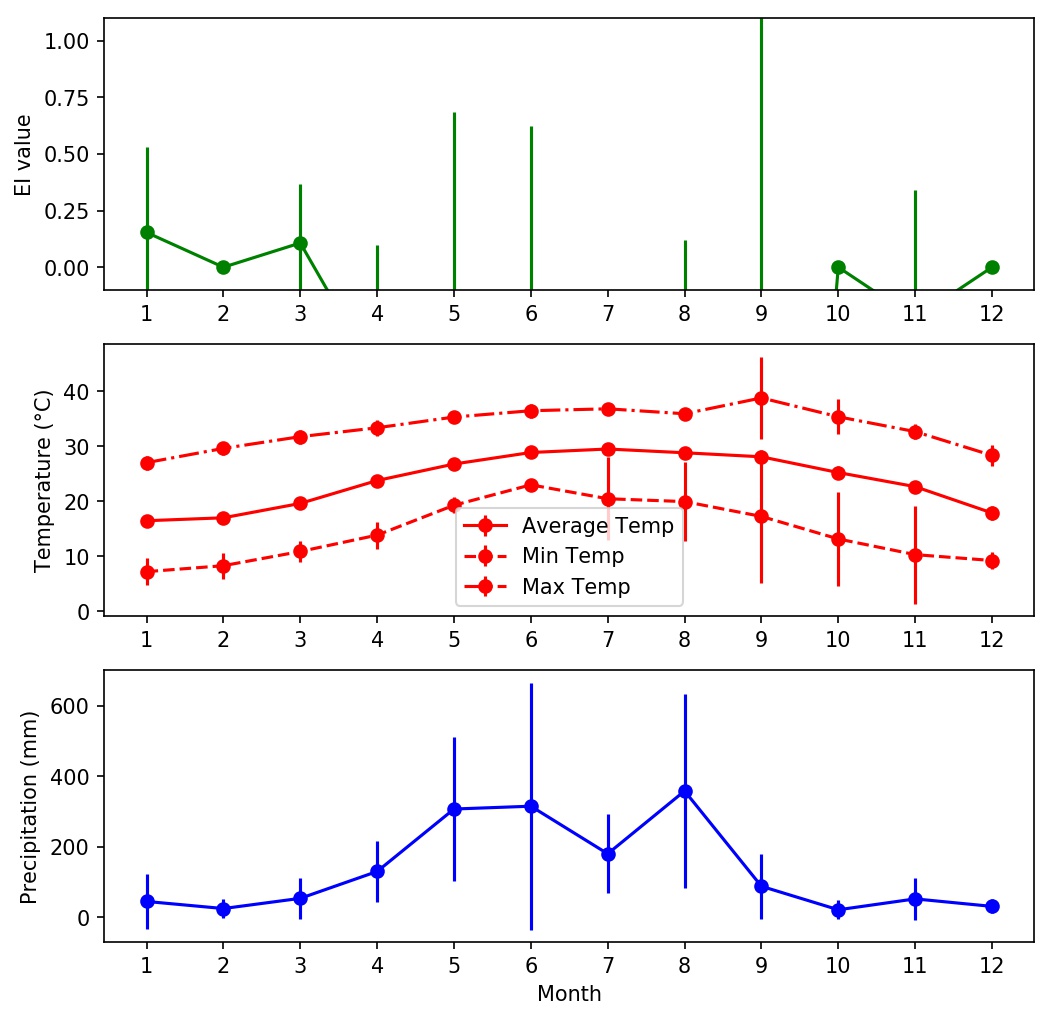 1.00
0.75
0.50
0.25
0.00
EI value
1 2 3 4 5 6 7 8 9 10 11 12
40
30
20
10
0
Temperature (°C)
Average Temp
Min Temp
Max Temp
1 2 3 4 5 6 7 8 9 10 11 12
600
400
200
0
Precipitation (mm)
1 2 3 4 5 6 7 8 9 10 11 12
Month